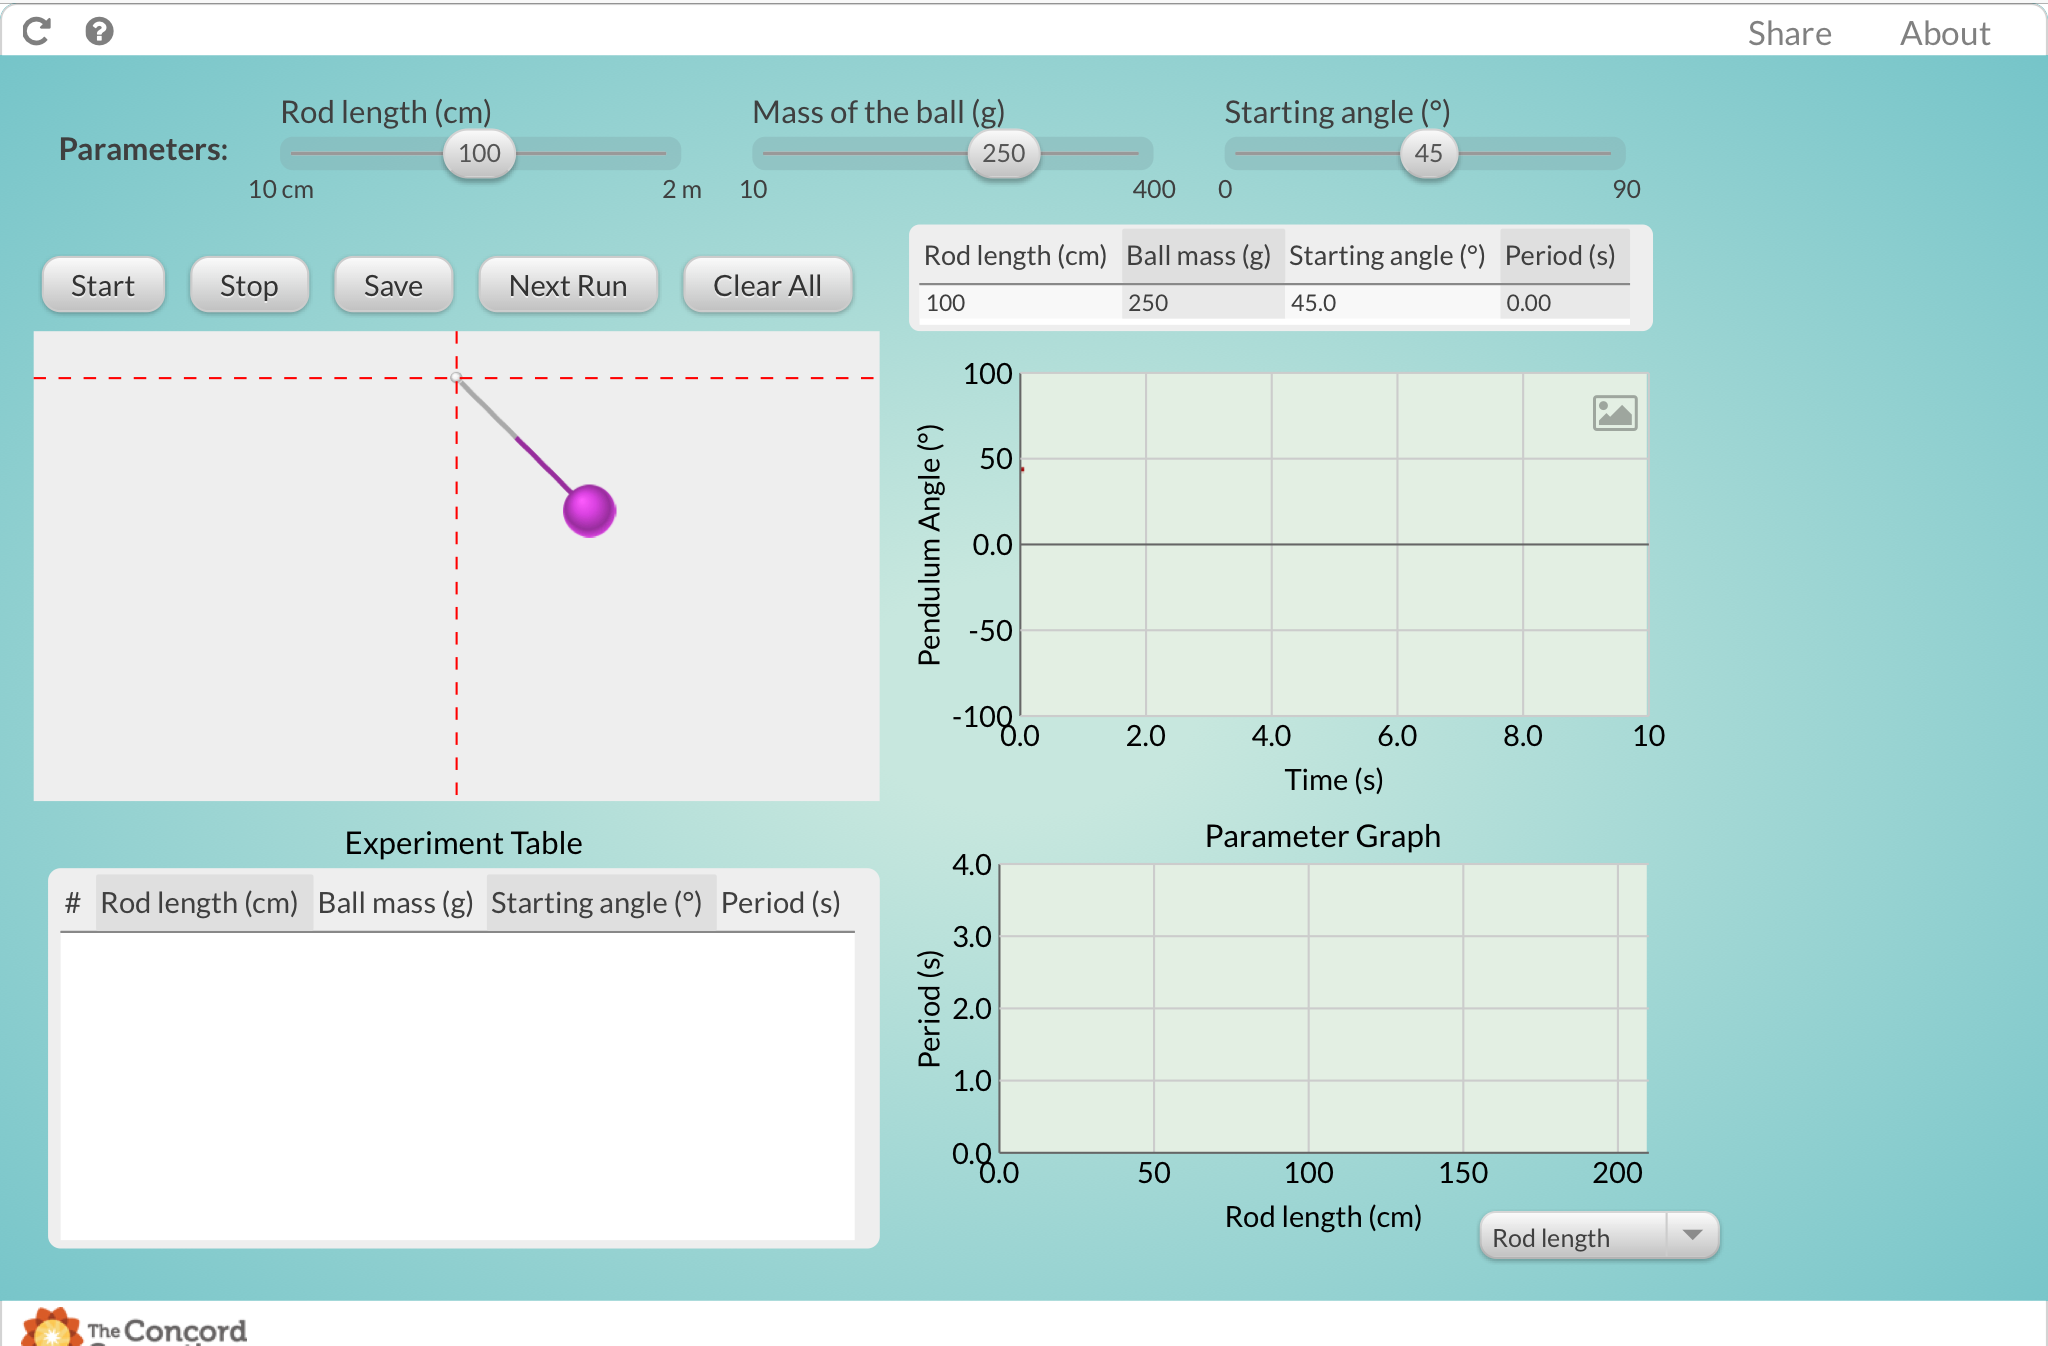 Share About
Parameters:
Rod length (cm)
100
10 cm 2 m
Mass of the ball (g)
250
10 400
Starting angle (°)
45
0 90
Start Stop Save Next Run Clear All
Rod length (cm) Ball mass (g) Starting angle (°) Period (s)
100 250 45.0 0.00
100
50
0.0
-50
-100
Pendulum Angle (°)
0.0 2.0 4.0 6.0 8.0 10
Time (s)
Experiment Table
# Rod length (cm) Ball mass (g) Starting angle (°) Period (s)
Parameter Graph
4.0
3.0
2.0
1.0
0.0
Period (s)
0.0 50 100 150 200
Rod length (cm)
Rod length
The Concord